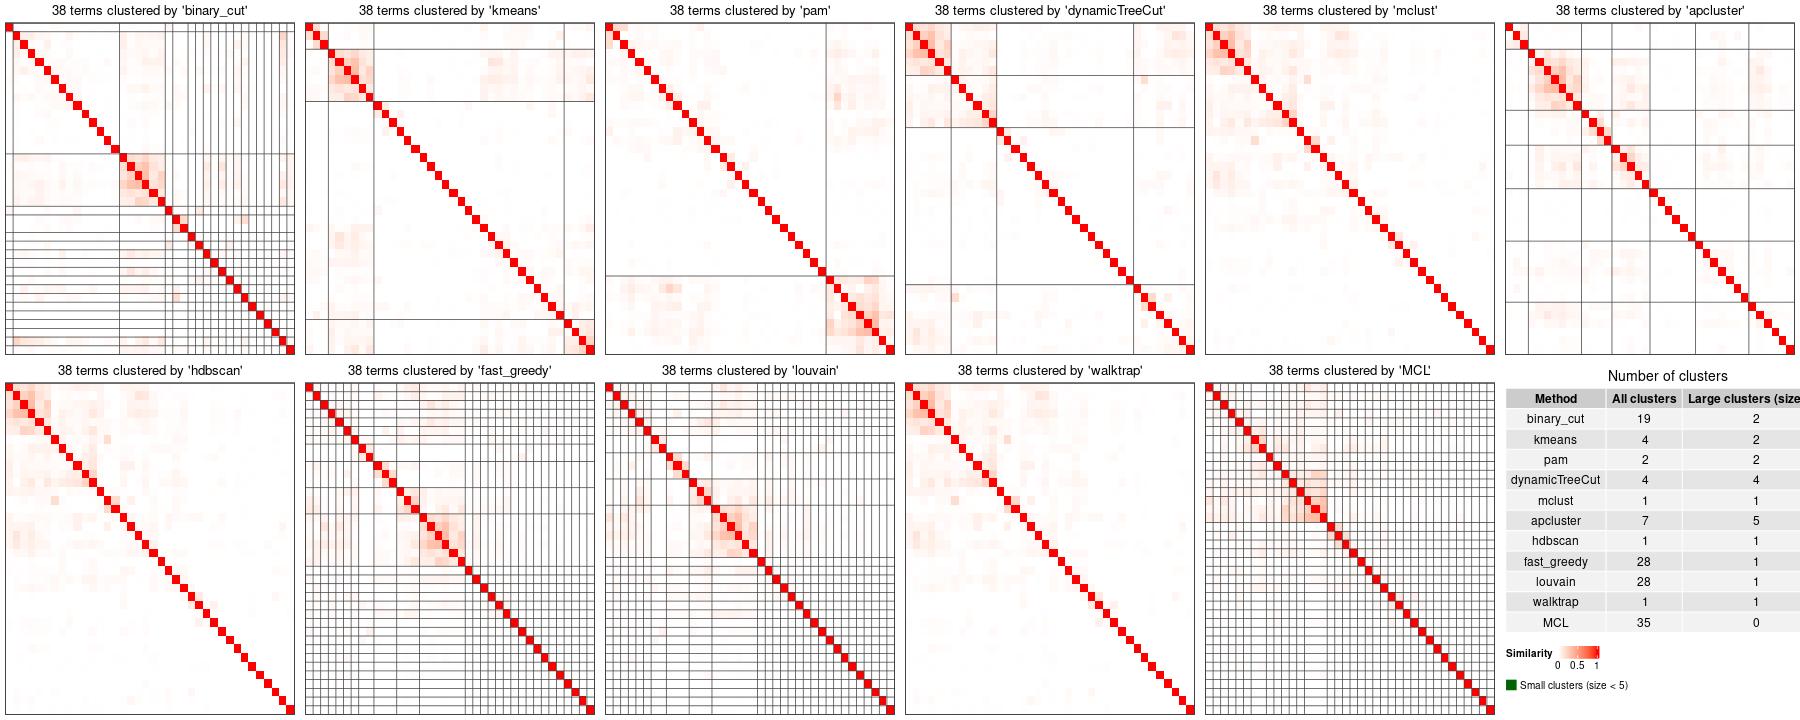 38 terms clustered by 'binary_cut'
38 terms clustered by 'kmeans'
38 terms clustered by 'pam'
38 terms clustered by 'dynamicTreeCut'
38 terms clustered by 'mclust'
38 terms clustered by 'apcluster'
38 terms clustered by 'hdbscan'
38 terms clustered by 'fast_greedy'
38 terms clustered by 'louvain'
38 terms clustered by 'walktrap'
38 terms clustered by 'MCL'
Number of clusters
Method All clusters Large clusters (size
binary_cut 19 2
kmeans 4 2
pam 2 2
dynamicTreeCut 4 4
mclust 1 1
apcluster 7 5
hdbscan 1 1
fast_greedy 28 1
louvain 28 1
walktrap 1 1
MCL 35 0
Similarity
0 0.5 1
Small clusters (size < 5)